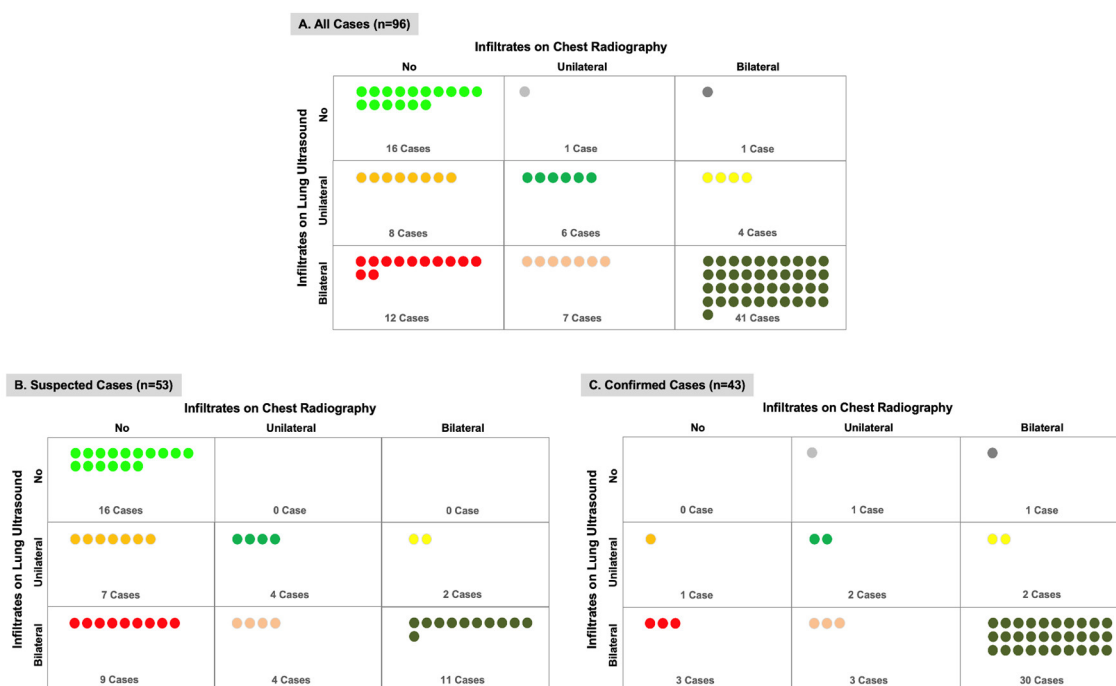 A. All Cases (n=96)
Infiltrates on Chest Radiography
No Unilateral Bilateral
Infiltrates on Lung Ultrasound
No
16 Cases 1 Case 1 Case
Unilateral
8 Cases 6 Cases 4 Cases
Bilateral
12 Cases 7 Cases 41 Cases
B. Suspected Cases (n=53)
Infiltrates on Chest Radiography
No Unilateral Bilateral
Infiltrates on Lung Ultrasound
No
16 Cases 0 Case 0 Case
Unilateral
7 Cases 4 Cases 2 Cases
Bilateral
9 Cases 4 Cases 11 Cases
C. Confirmed Cases (n=43)
Infiltrates on Chest Radiography
No Unilateral Bilateral
Infiltrates on Lung Ultrasound
No
0 Case 1 Case 1 Case
Unilateral
1 Case 2 Cases 2 Cases
Bilateral
3 Cases 3 Cases 30 Cases